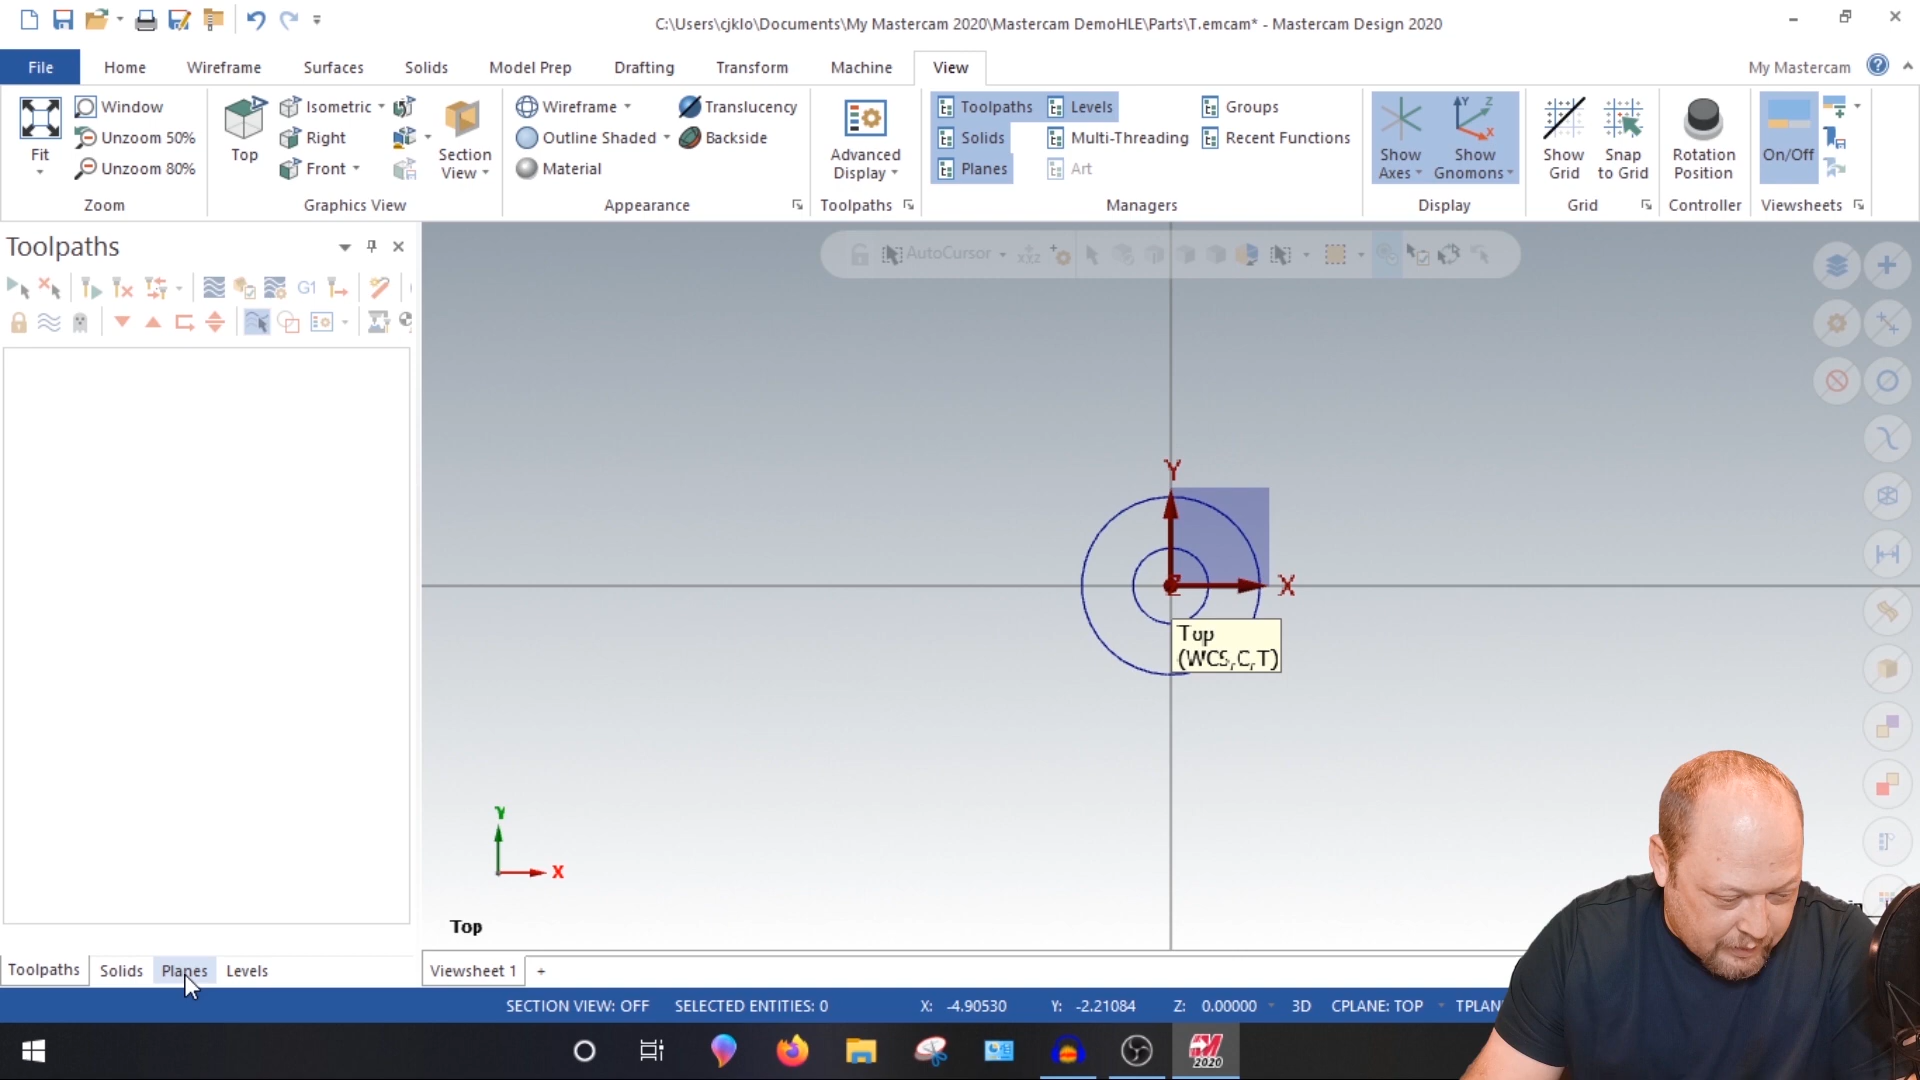 C:\Users\cjklo\Documents\My Mastercam 2020\Mastercam DemoHLE\Parts\T.emcam* - Mastercam Design 2020
File Home Wireframe Surfaces Solids Model Prep Drafting Transform Machine View My Mastercam
Window Isometric Wireframe Translucency Toolpaths Levels Groups
Unzoom 50% Right Outline Shaded Backside Solids Multi-Threading Recent Functions
Unzoom 80% Front Material Planes Art
Fit Top Section View Advanced Display Show Axes Show Gnomons Show Grid Snap to Grid Rotation Position On/Off
Zoom Graphics View Appearance Toolpaths Managers Display Grid Controller Viewsheets
Toolpaths
AutoCursor
G1
Y
X
Top
(WCS,C,T)
Y
X
Top
Toolpaths Solids Planes Levels Viewsheet 1 +
SECTION VIEW: OFF SELECTED ENTITIES: 0 X: -4.90530 Y: -2.21084 Z: 0.00000 3D CPLANE: TOP TPLAN
2020